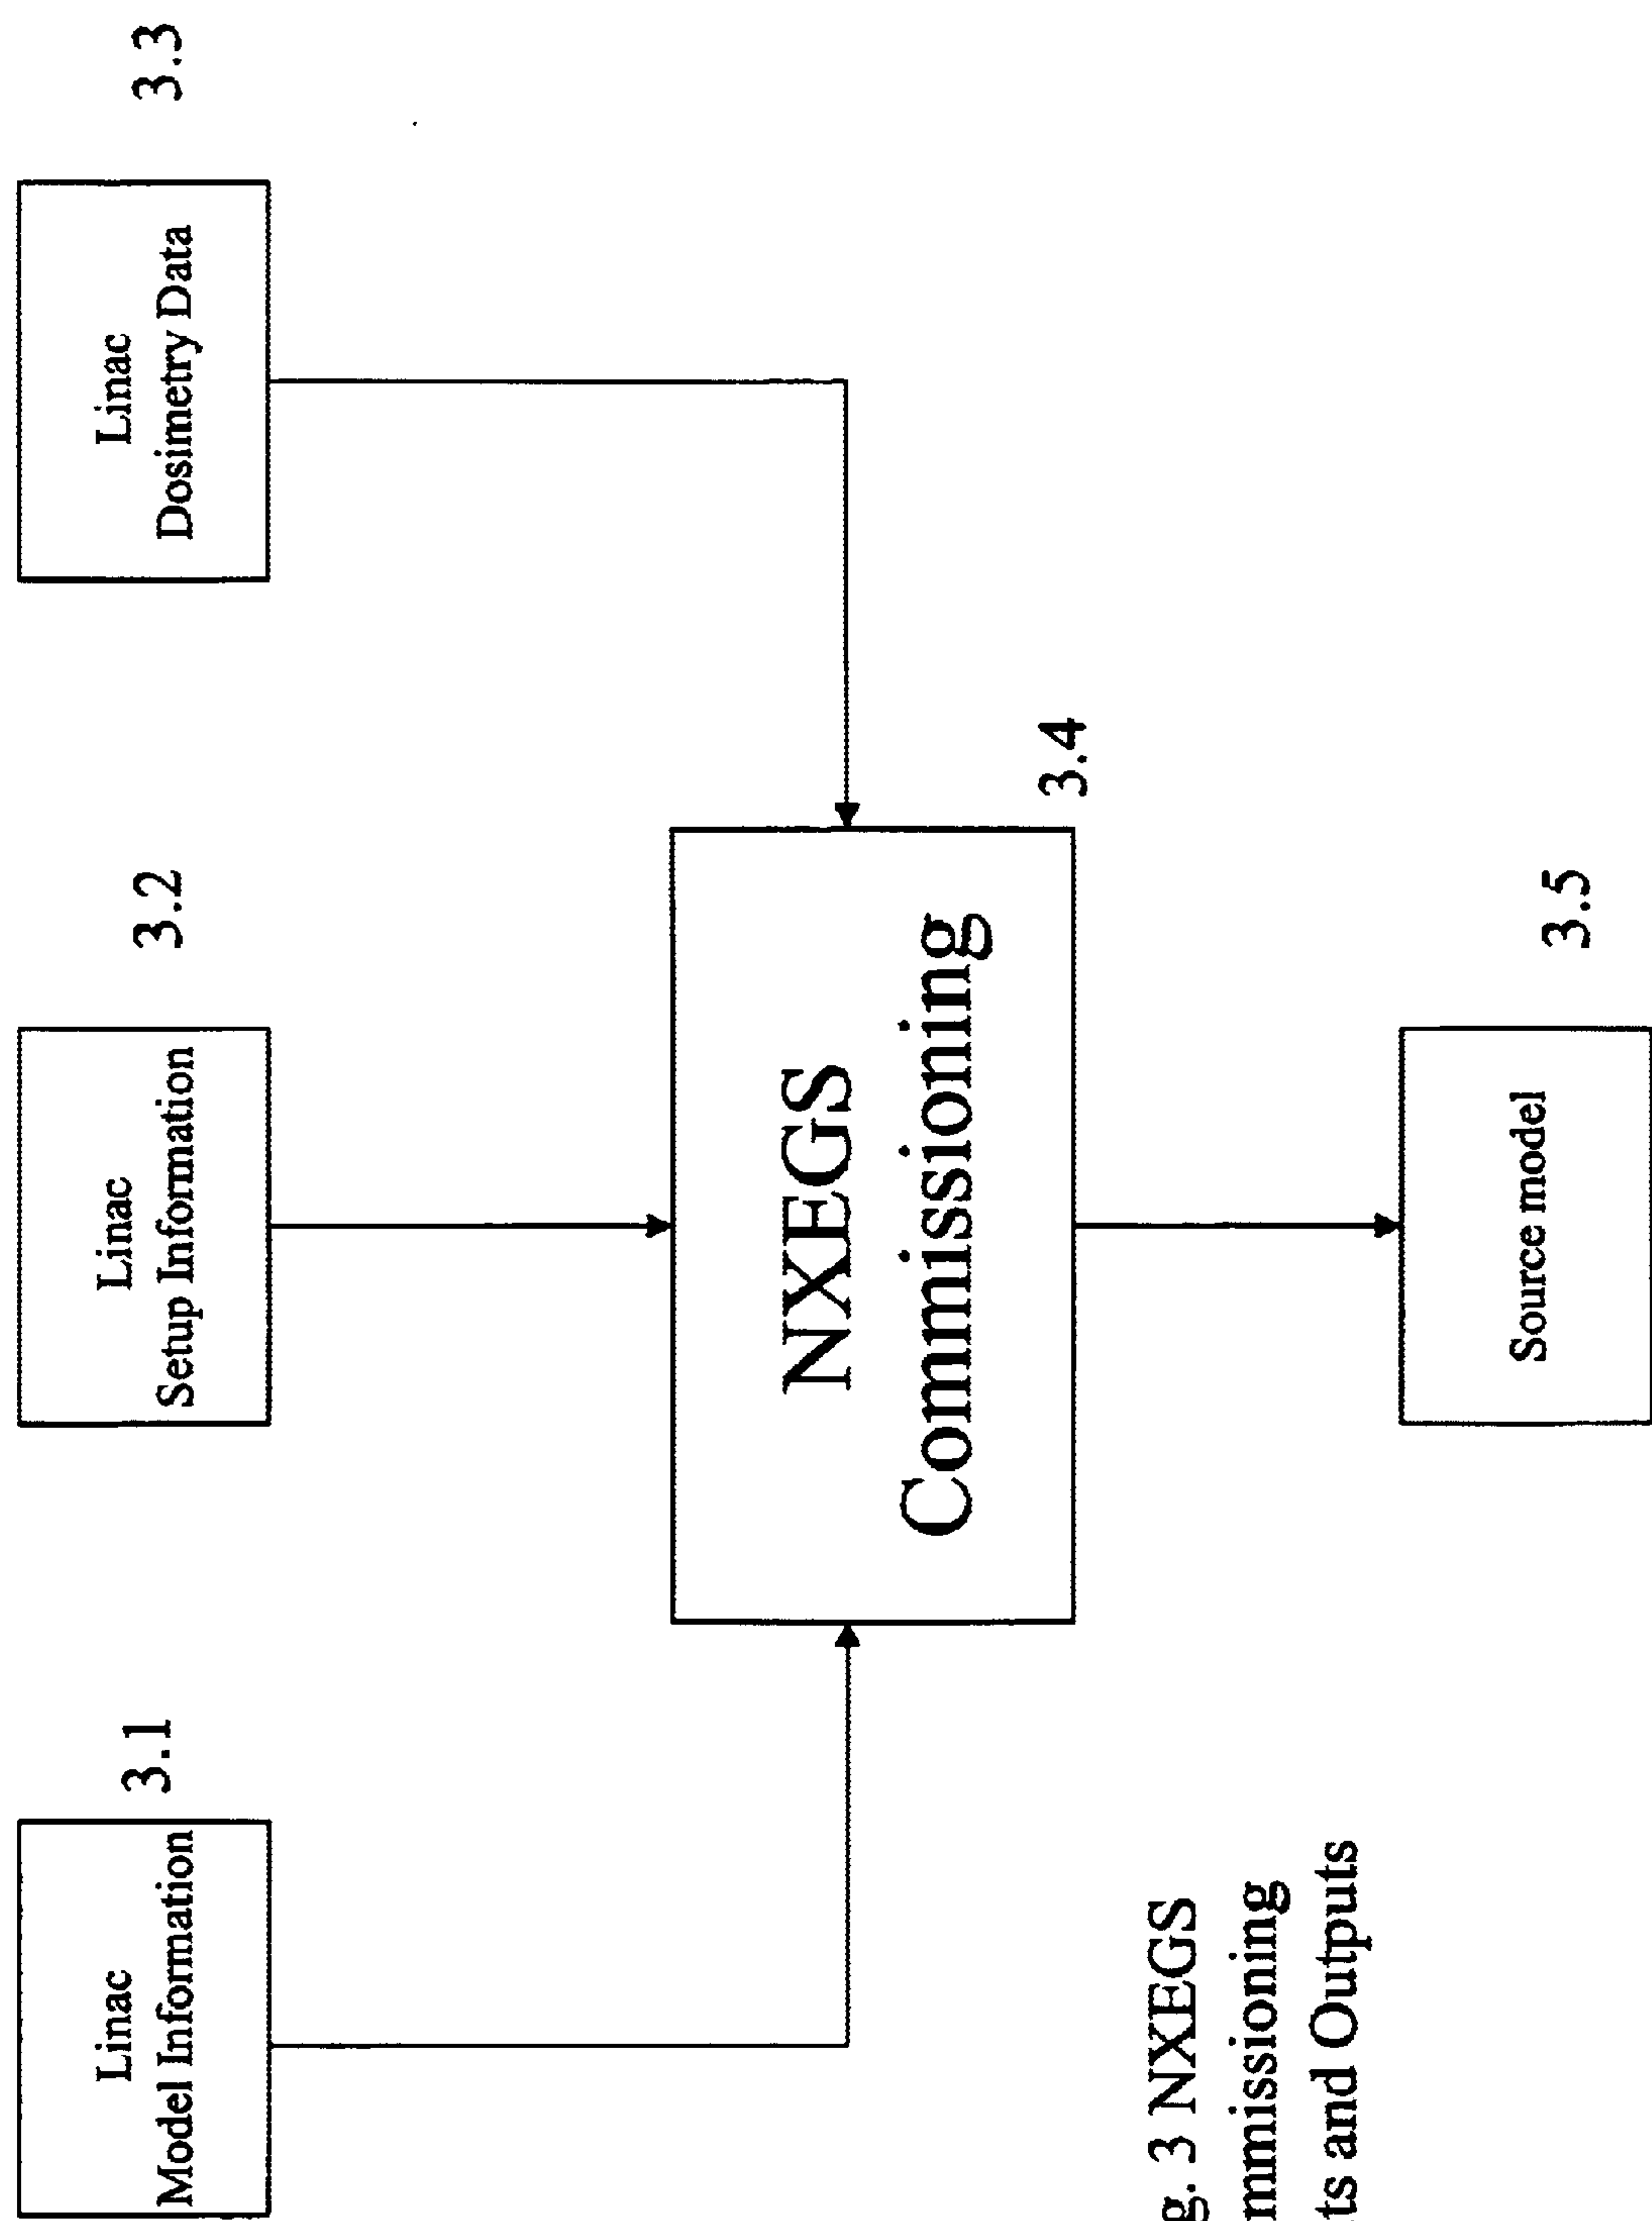 Linac
Model Information
3.1
Linac
Setup Information
3.2
Linac
Dosimetry Data
3.3
NXEGS
Commissioning
3.4
Source model
3.5
g. 3 NXEGS
mmissioning
ts and Outputs